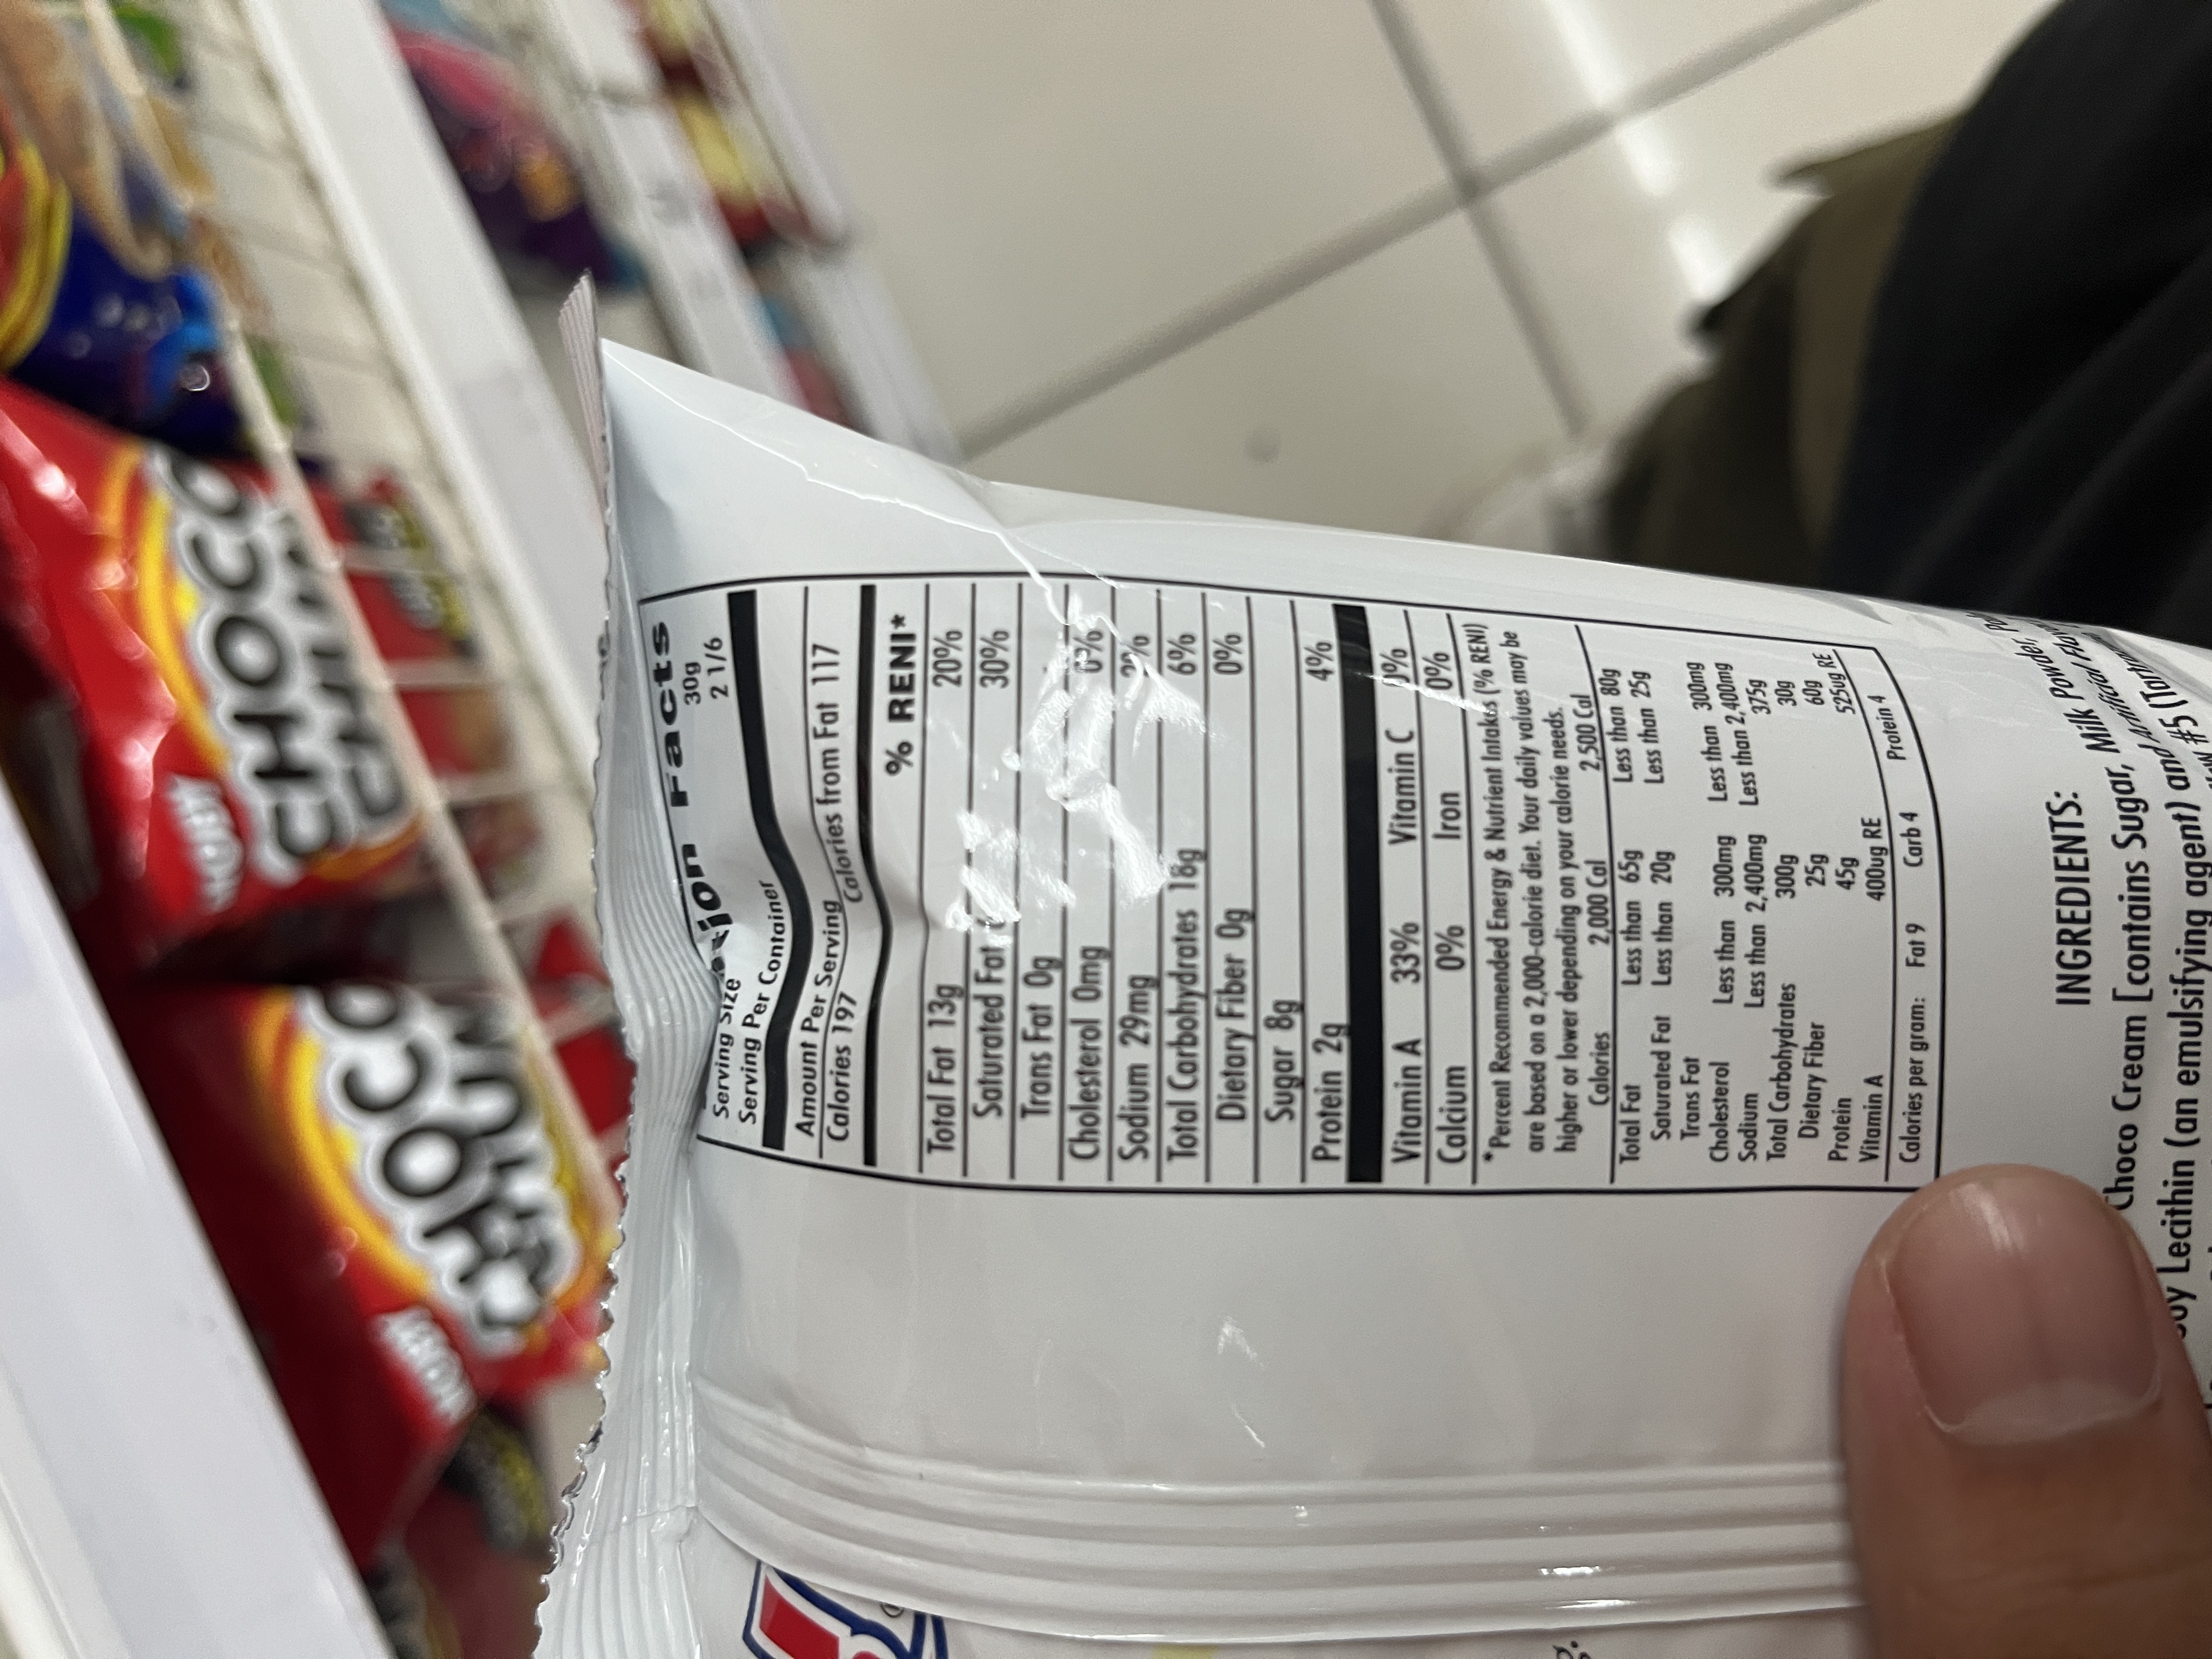 CHOCO
CHOCO
Facts
Serving Size 30g
Serving Per Container 2 1/6
Amount Per Serving
Calories 197 Calories from Fat 117
% RENI*
Total Fat 13g 20%
Saturated Fat 30%
Trans Fat 0g
Cholesterol 0mg 0%
Sodium 29mg
Total Carbohydrates 18g 6%
Dietary Fiber 0g 0%
Sugar 8g
Protein 2g 4%
Vitamin A 33% Vitamin C
Calcium 0% Iron 0%
*Percent Recommended Energy & Nutrient Intakes (% RENI)
are based on a 2,000-calorie diet. Your daily values may be
higher or lower depending on your calorie needs.
Calories 2,000 Cal 2,500 Cal
Total Fat Less than 65g Less than 80g
Saturated Fat Less than 20g Less than 25g
Trans Fat
Cholesterol Less than 300mg Less than 300mg
Sodium Less than 2,400mg Less than 2,400mg
Total Carbohydrates 300g 375g
Dietary Fiber 25g 30g
Protein 45g 60g
Vitamin A 400ug RE 525ug RE
Calories per gram: Fat 9 Carb 4 Protein 4
INGREDIENTS:
Choco Cream [contains Sugar, Milk Powder,
Lecithin (an emulsifying agent) and Artificial
#5